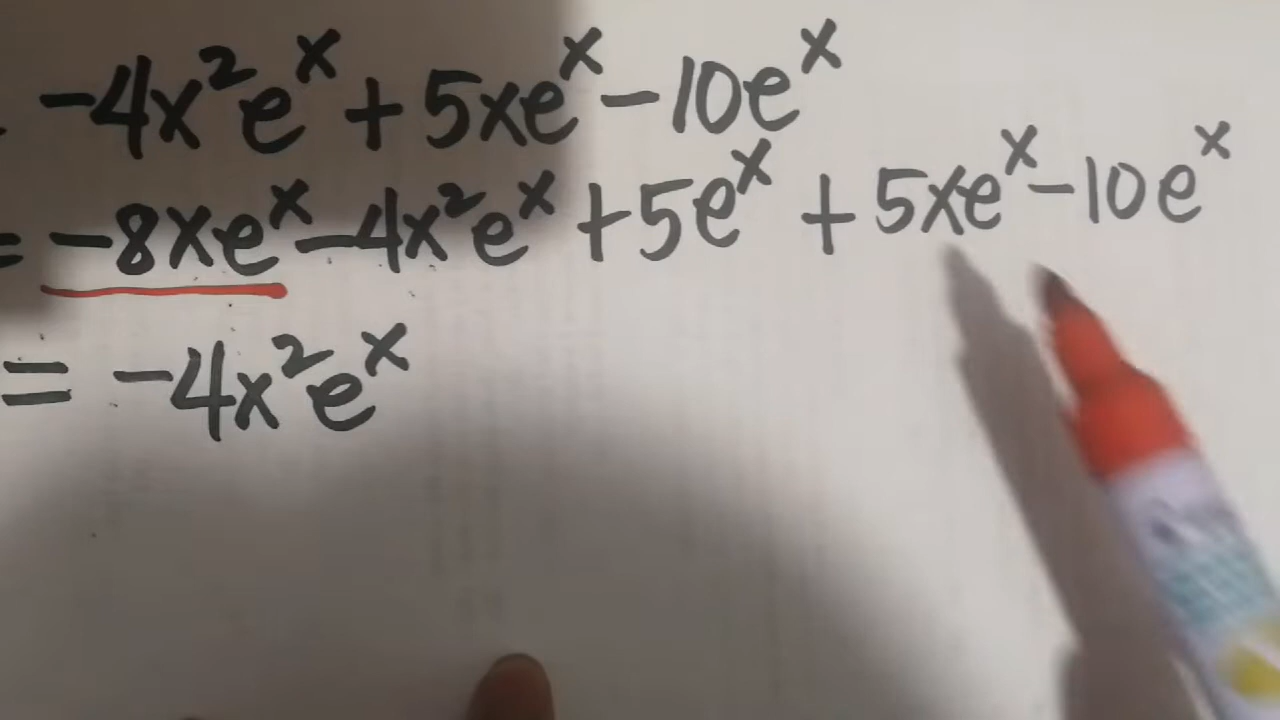 -4x²eˣ + 5xeˣ - 10eˣ
= -8xeˣ - 4x²eˣ + 5eˣ + 5xeˣ - 10eˣ
= -4x²eˣ